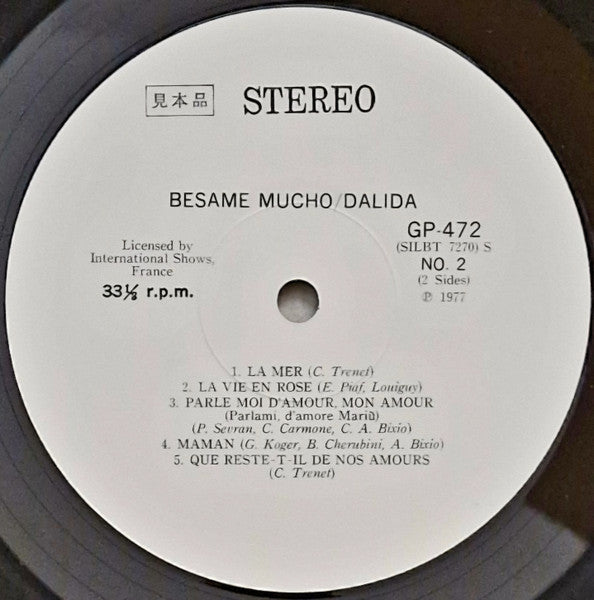 見本品 STEREO
BESAME MUCHO/DALIDA
Licensed by
International Shows,
France
33⅓ r.p.m.
GP-472
(SILBT 7270) S
NO. 2
(2 Sides)
℗ 1977
1. LA MER (C. Trenet)
2. LA VIE EN ROSE (E. Piaf, Louiguy)
3. PARLE MOI D'AMOUR, MON AMOUR
(Parlami, d'amore Mariù)
(P. Sevran, C. Carmone, C. A. Bixio)
4. MAMAN (G. Koger, B. Cherubini, A. Bixio)
5. QUE RESTE-T-IL DE NOS AMOURS
(C. Trenet)